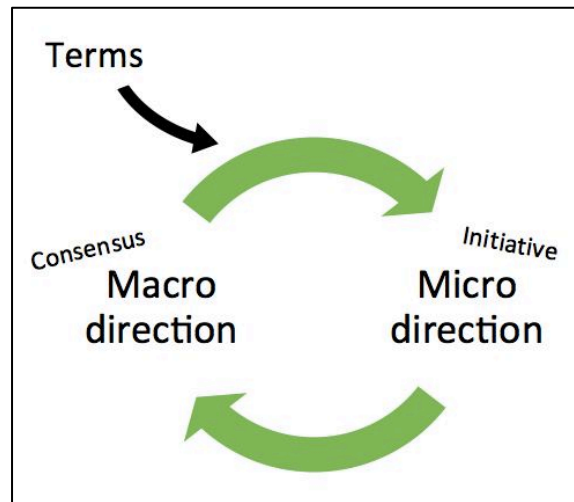 Terms
Consensus
Initiative
Macro
direction
Micro
direction